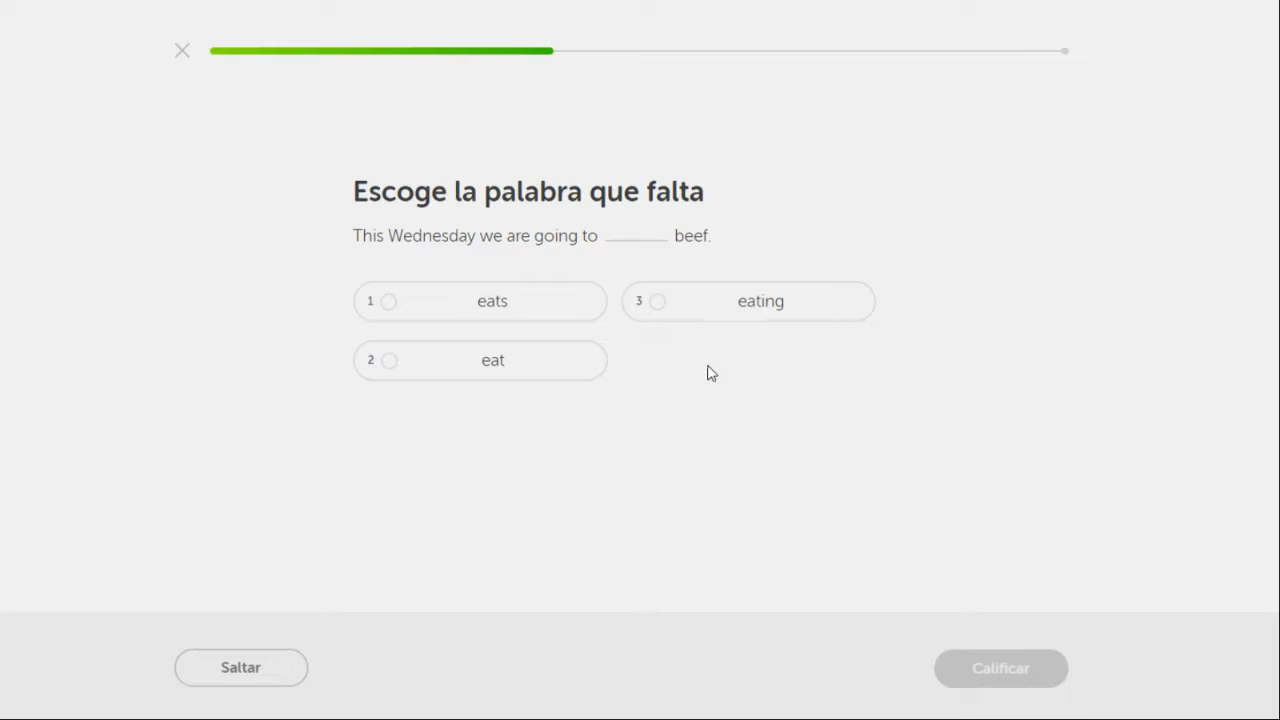 Escoge la palabra que falta
This Wednesday we are going to ______ beef.
1 eats
3 eating
2 eat
Saltar
Calificar